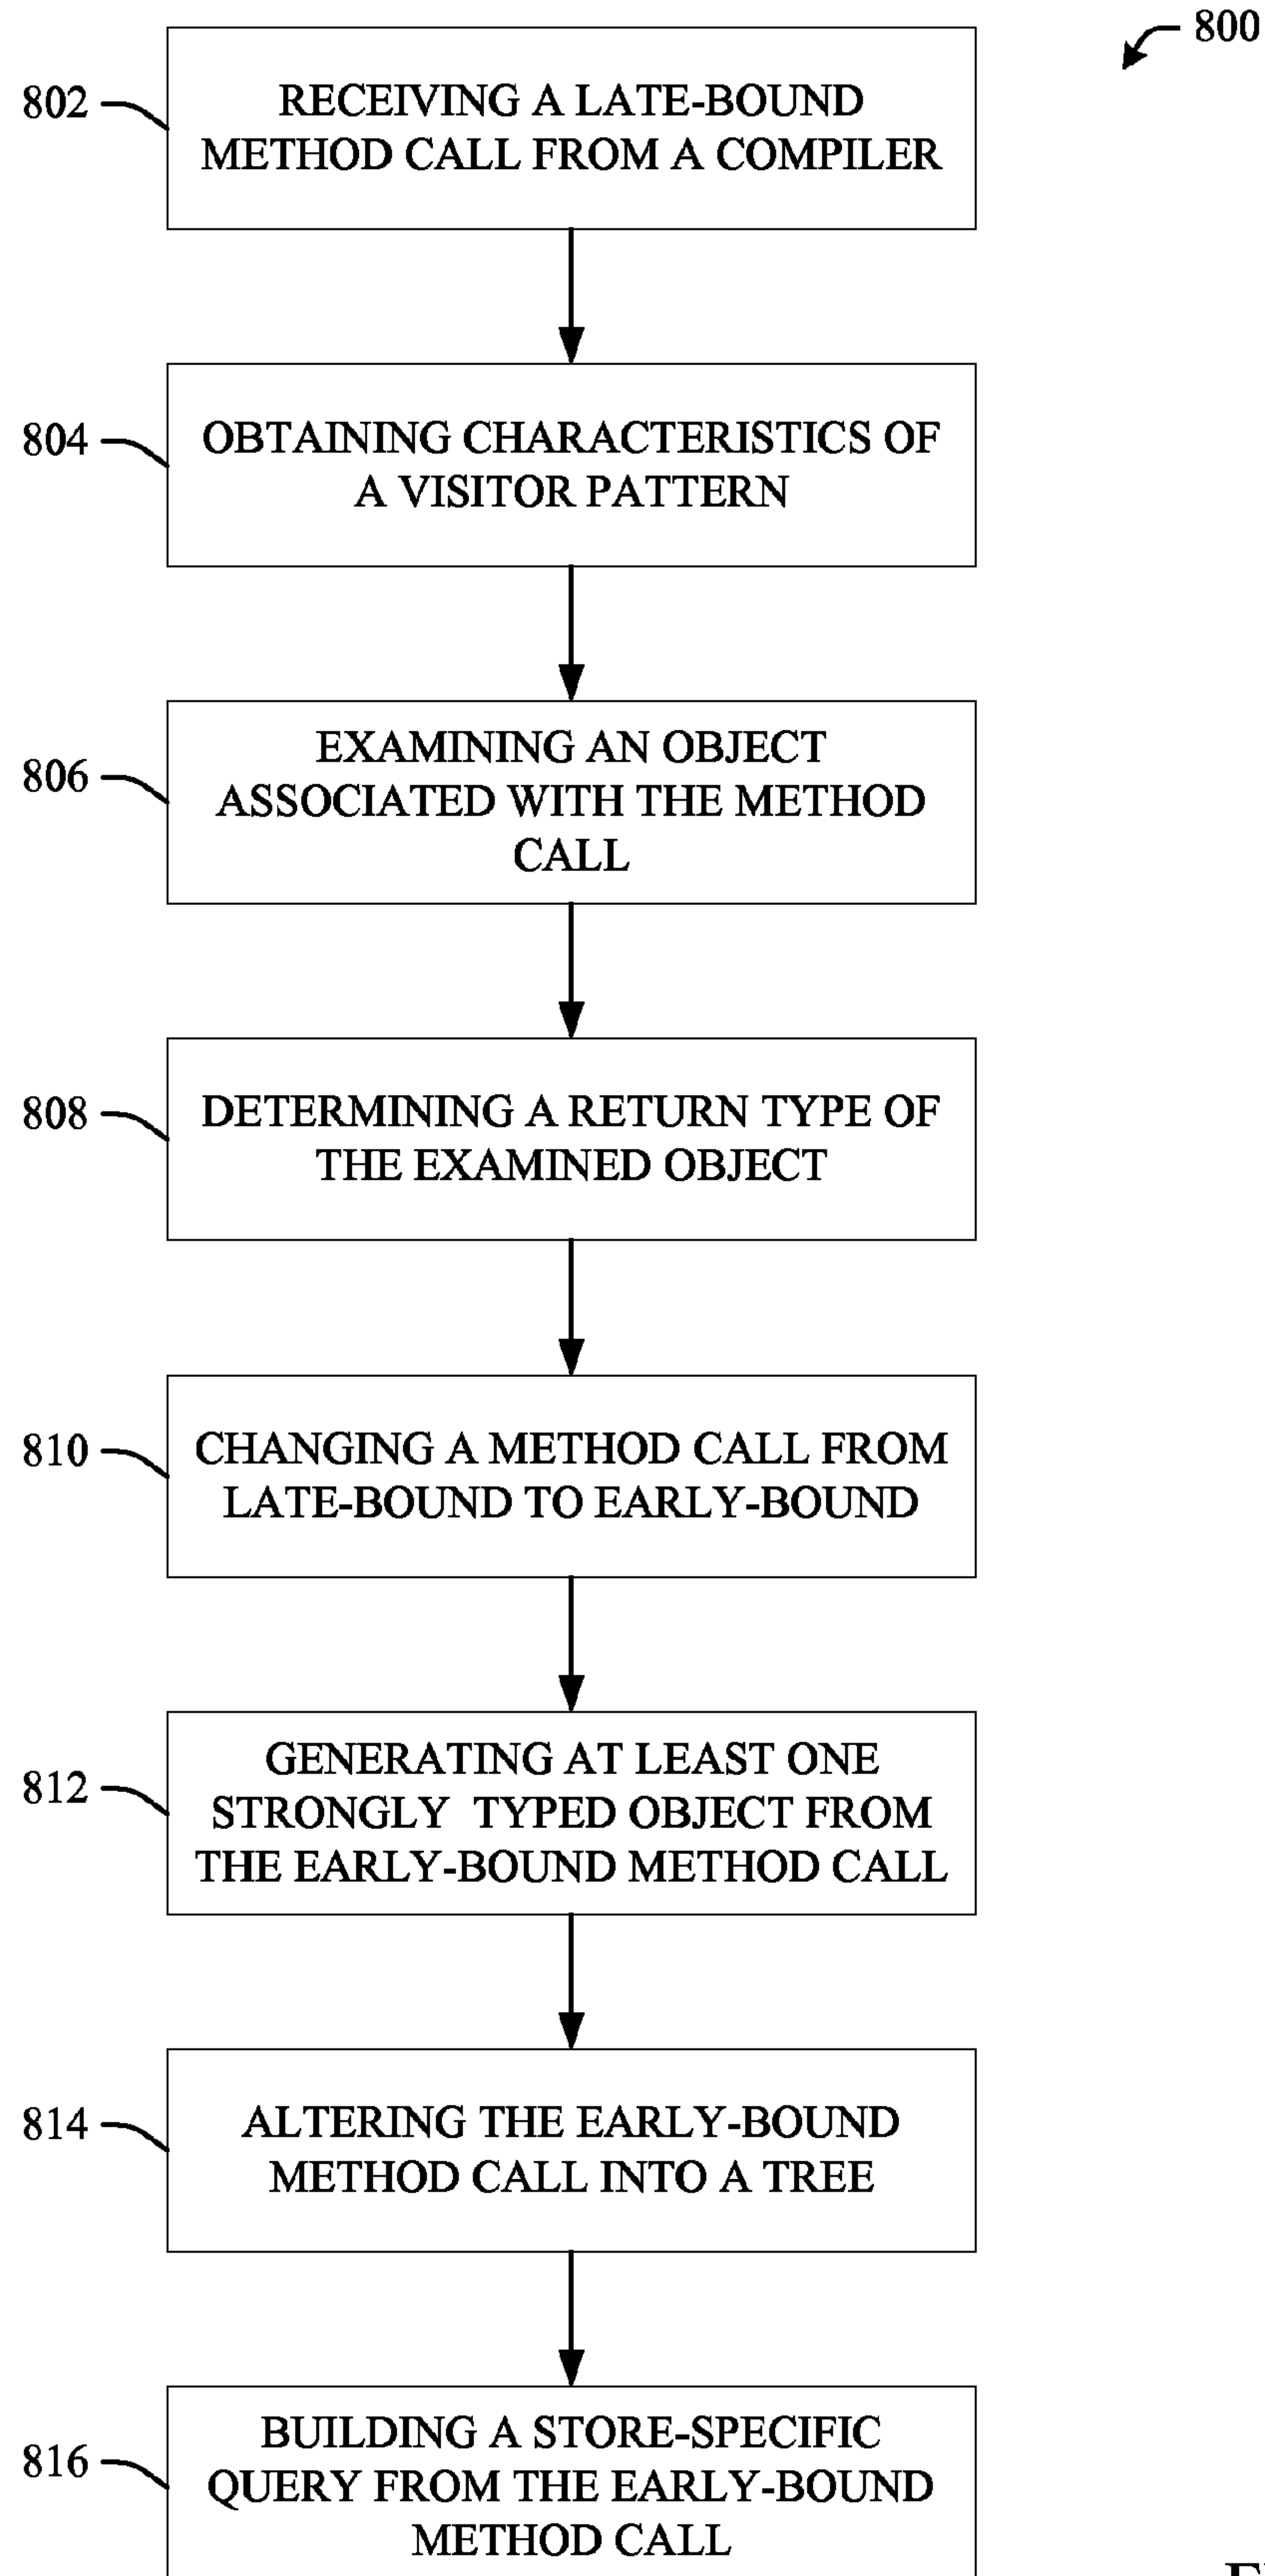 800
802
RECEIVING A LATE-BOUND
METHOD CALL FROM A COMPILER
804
OBTAINING CHARACTERISTICS OF
A VISITOR PATTERN
806
EXAMINING AN OBJECT
ASSOCIATED WITH THE METHOD
CALL
808
DETERMINING A RETURN TYPE OF
THE EXAMINED OBJECT
810
CHANGING A METHOD CALL FROM
LATE-BOUND TO EARLY-BOUND
812
GENERATING AT LEAST ONE
STRONGLY TYPED OBJECT FROM
THE EARLY-BOUND METHOD CALL
814
ALTERING THE EARLY-BOUND
METHOD CALL INTO A TREE
816
BUILDING A STORE-SPECIFIC
QUERY FROM THE EARLY-BOUND
METHOD CALL